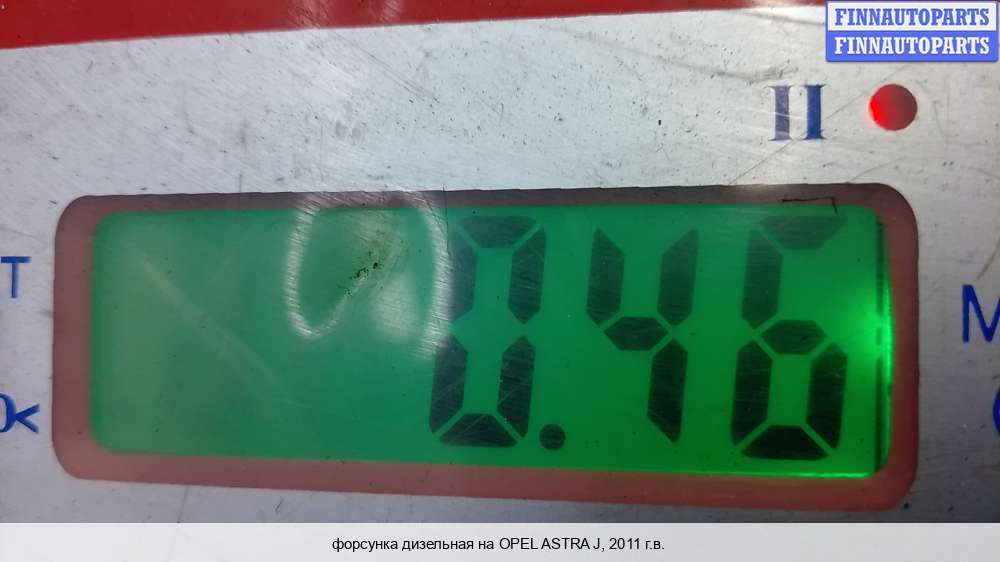 FINNAUTOPARTS
FINNAUTOPARTS
II
T
0.46
M
форсунка дизельная на OPEL ASTRA J, 2011 г.в.